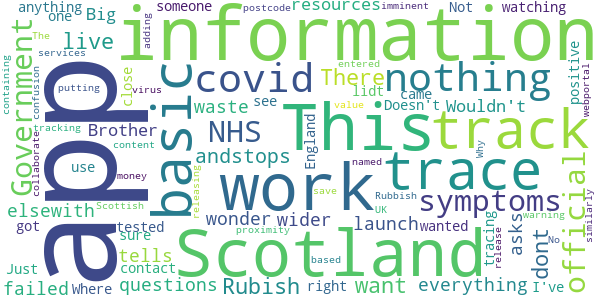 anything one Big someone resources postcode imminent Not watching
The adding live
services information
app
containing Government confusion putting virus close There covid nothing positive webportal
basic waste see lidt came Doesn't entered Wouldn't
tracking Brother NHS This track
collaborate content andstops England value named Why
use work trace official
Scottish money releasing symptoms similarly
elsewith got tested wonder wider launch wanted tracing release asks dont
Where sure tells Scotland save Rubbish UK No warning
Just contact proximity based
failed questions Rubish right want everything I've